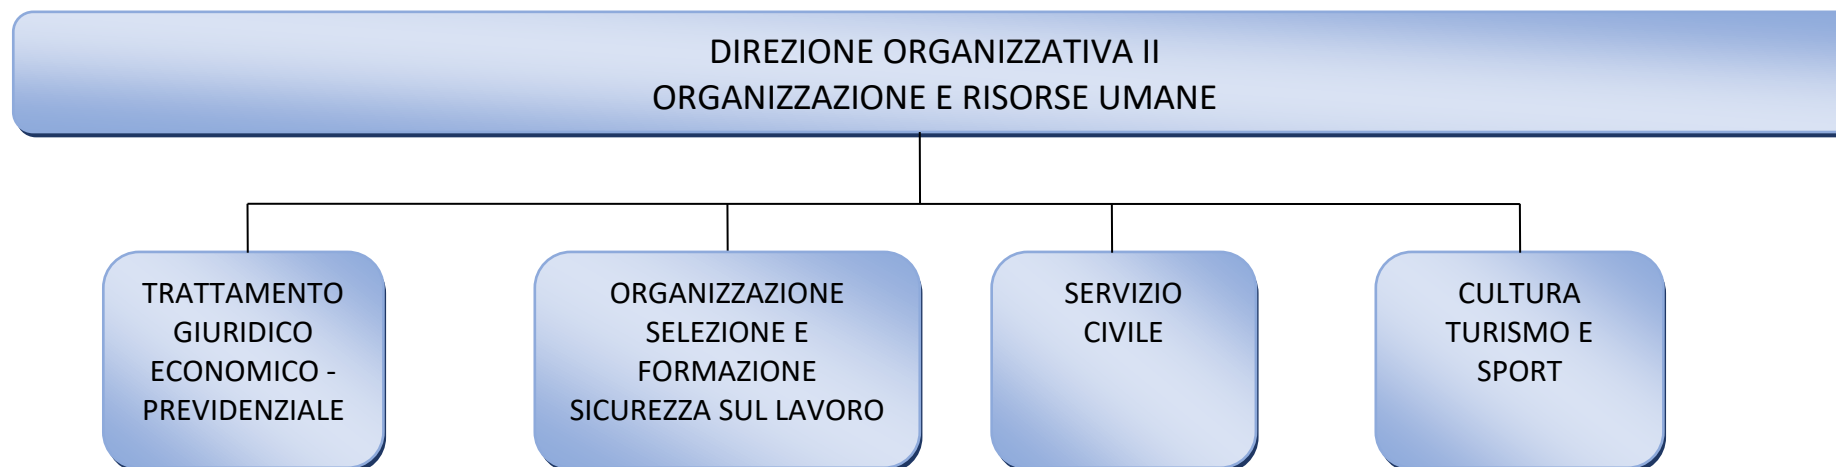 DIREZIONE ORGANIZZATIVA II
ORGANIZZAZIONE E RISORSE UMANE
TRATTAMENTO
GIURIDICO
ECONOMICO -
PREVIDENZIALE
ORGANIZZAZIONE
SELEZIONE E
FORMAZIONE
SICUREZZA SUL LAVORO
SERVIZIO
CIVILE
CULTURA
TURISMO E
SPORT